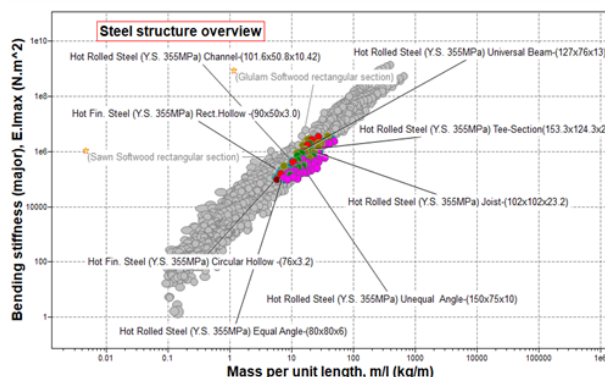 Steel structure overview
Bending stiffness (major), E.Imax (N.m^2)
1e10
1e8
1e6
10000
100
1
Hot Rolled Steel (Y.S. 355MPa) Channel-(101.6x50.8x10.42)
Hot Rolled Steel (Y.S. 355MPa) Universal Beam-(127x76x13)
(Glulam Softwood rectangular section)
Hot Fin. Steel (Y.S. 355MPa) Rect.Hollow -(90x50x3.0)
Hot Rolled Steel (Y.S. 355MPa) Tee-Section(153.3x124.3x2
(Sawn Softwood rectangular section)
Hot Rolled Steel (Y.S. 355MPa) Joist-(102x102x23.2)
Hot Fin. Steel (Y.S. 355MPa) Circular Hollow -(76x3.2)
Hot Rolled Steel (Y.S. 355MPa) Unequal Angle-(150x75x10)
Hot Rolled Steel (Y.S. 355MPa) Equal Angle-(80x80x6)
0.01 0.1 1 10 100 1000 10000 100000
Mass per unit length, m/l (kg/m)